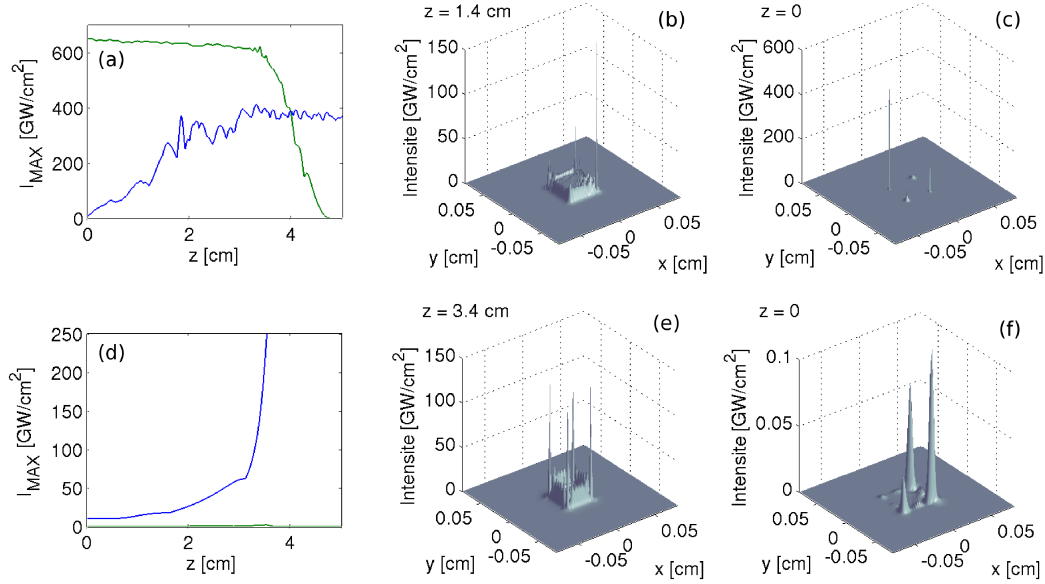 (a)
600
400
200
0
I_MAX [GW/cm²]
0 2 4
z [cm]
z = 1.4 cm
(b)
150
100
50
0
Intensite [GW/cm²]
0.05
0
-0.05
y [cm]
-0.05
0
0.05
x [cm]
z = 0
(c)
600
400
200
0
Intensite [GW/cm²]
0.05
0
-0.05
y [cm]
-0.05
0
0.05
x [cm]
(d)
250
200
150
100
50
0
I_MAX [GW/cm²]
0 2 4
z [cm]
z = 3.4 cm
(e)
150
100
50
0
Intensite [GW/cm²]
0.05
0
-0.05
y [cm]
-0.05
0
0.05
x [cm]
z = 0
(f)
0.1
0.05
0
Intensite [GW/cm²]
0.05
0
-0.05
y [cm]
-0.05
0
0.05
x [cm]